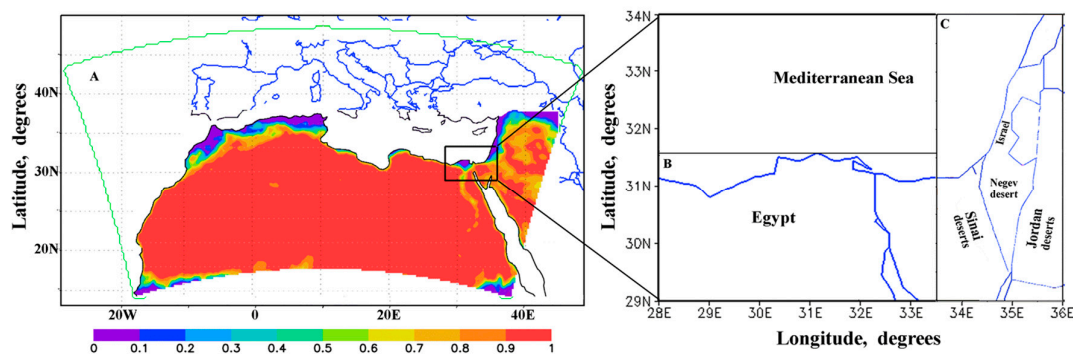 A
Latitude, degrees
40N
30N
20N
20W
0
20E
40E
0
0.1
0.2
0.3
0.4
0.5
0.6
0.7
0.8
0.9
1
Latitude, degrees
34N
33N
32N
31N
30N
29N
Mediterranean Sea
B
Egypt
C
Israel
Negev
desert
Sinai
deserts
Jordan
deserts
28E
29E
30E
31E
32E
33E
34E
35E
36E
Longitude, degrees